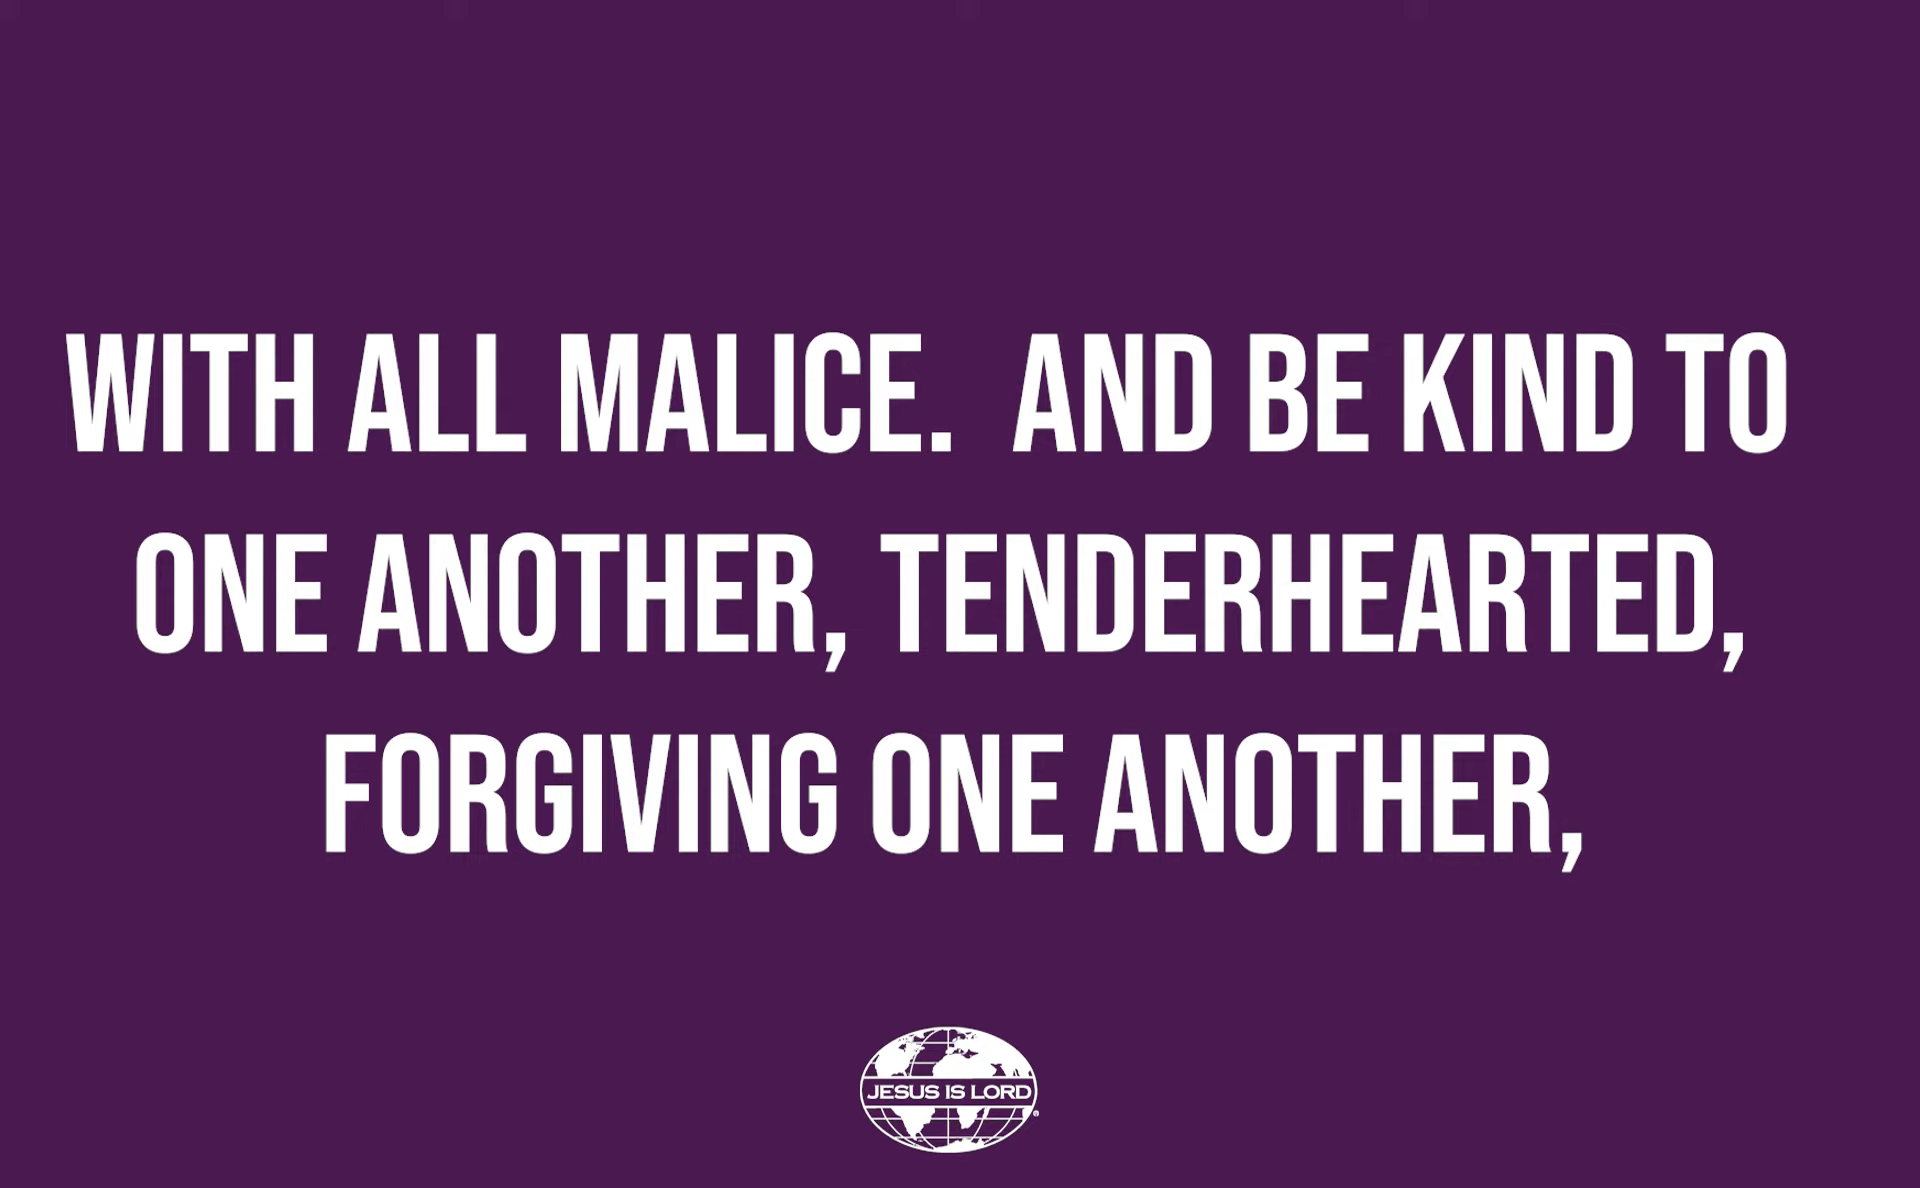 WITH ALL MALICE.  AND BE KIND TO
ONE ANOTHER, TENDERHEARTED,
FORGIVING ONE ANOTHER,
JESUS IS LORD
®